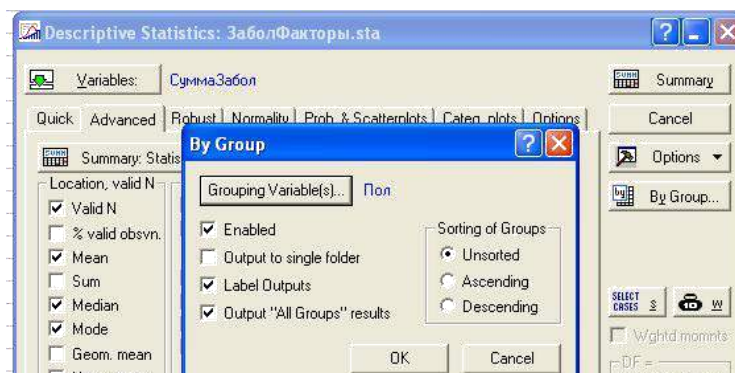 Descriptive Statistics: ЗаболФакторы.sta
Variables: СуммаЗабол
Summary
Quick Advanced Robust Normality Prob. & Scatterplots Categ. plots Options
Cancel
Summary: Statis
Options
By Group...
Location, valid N
Valid N
% valid obsvn.
Mean
Sum
Median
Mode
Geom. mean
By Group
Grouping Variable(s)... Пол
Enabled
Output to single folder
Label Outputs
Output "All Groups" results
Sorting of Groups
Unsorted
Ascending
Descending
OK Cancel
SELECT CASES S W
Wghtd momnts
DF =